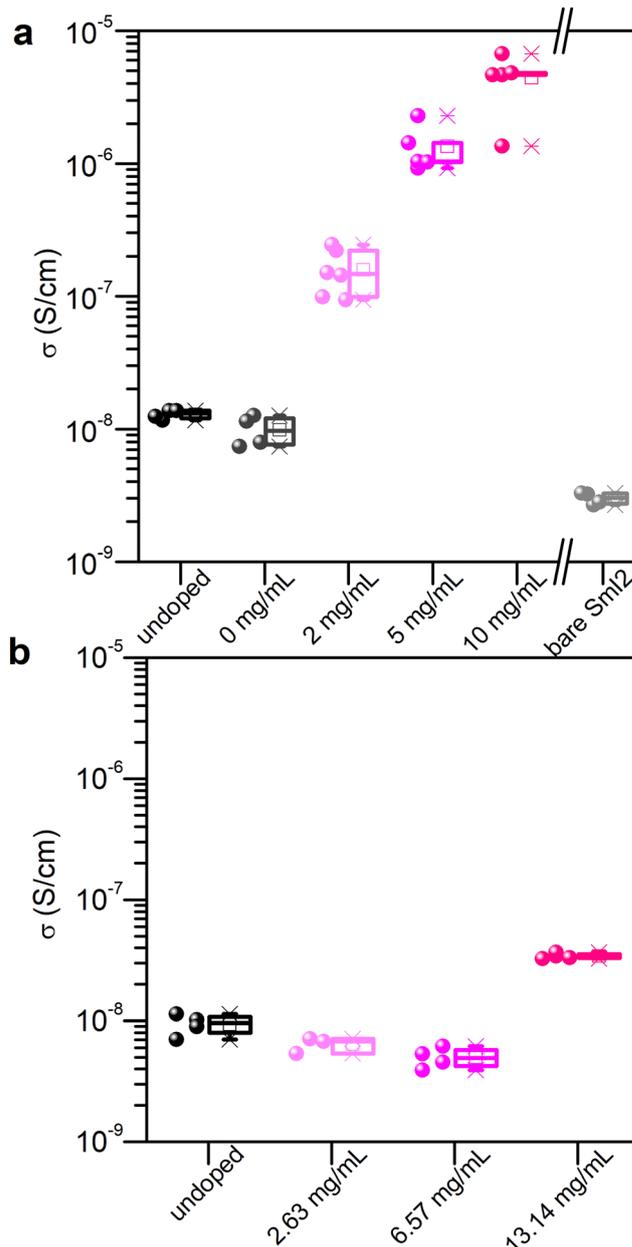 a
10⁻⁵
10⁻⁶
10⁻⁷
10⁻⁸
10⁻⁹
σ (S/cm)
undoped
0 mg/mL
2 mg/mL
5 mg/mL
10 mg/mL
bare SmI2
b
10⁻⁵
10⁻⁶
10⁻⁷
10⁻⁸
10⁻⁹
σ (S/cm)
undoped
2.63 mg/mL
6.57 mg/mL
13.14 mg/mL